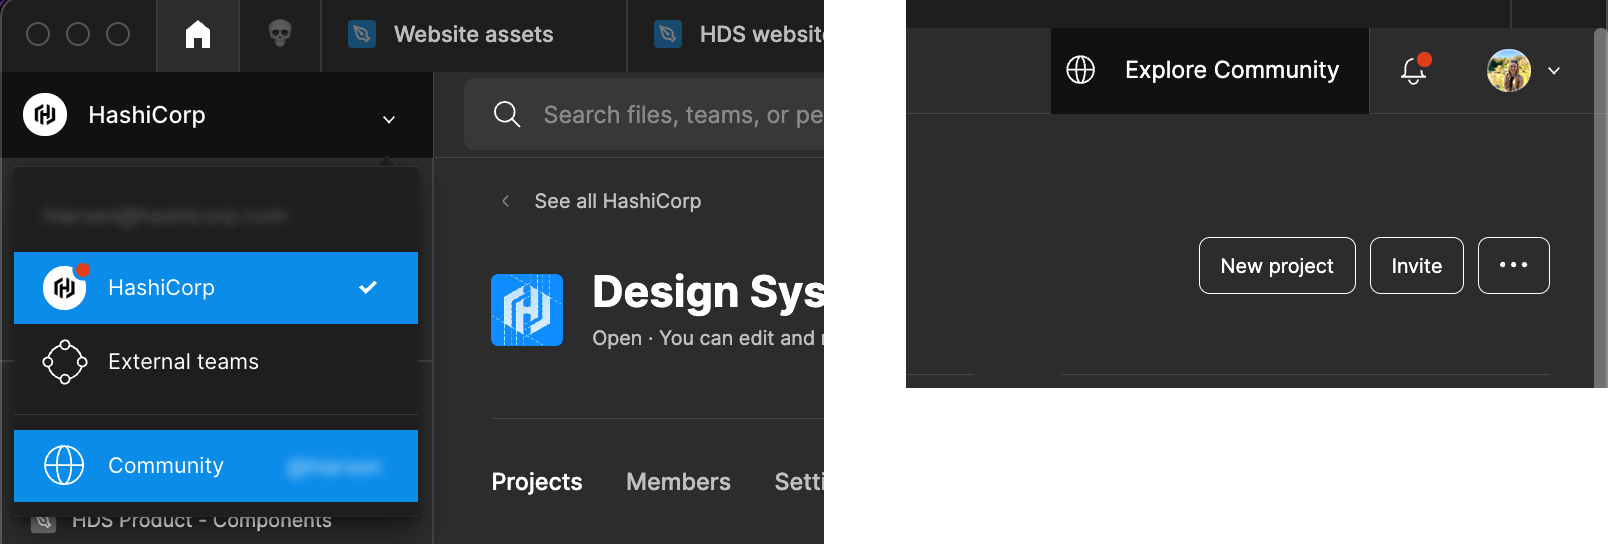 Website assets
HDS websit
HashiCorp
Search files, teams, or pe
See all HashiCorp
HashiCorp
Design Sys
Open · You can edit and
External teams
Community
Projects Members Setti
HDS Product - Components
Explore Community
New project Invite